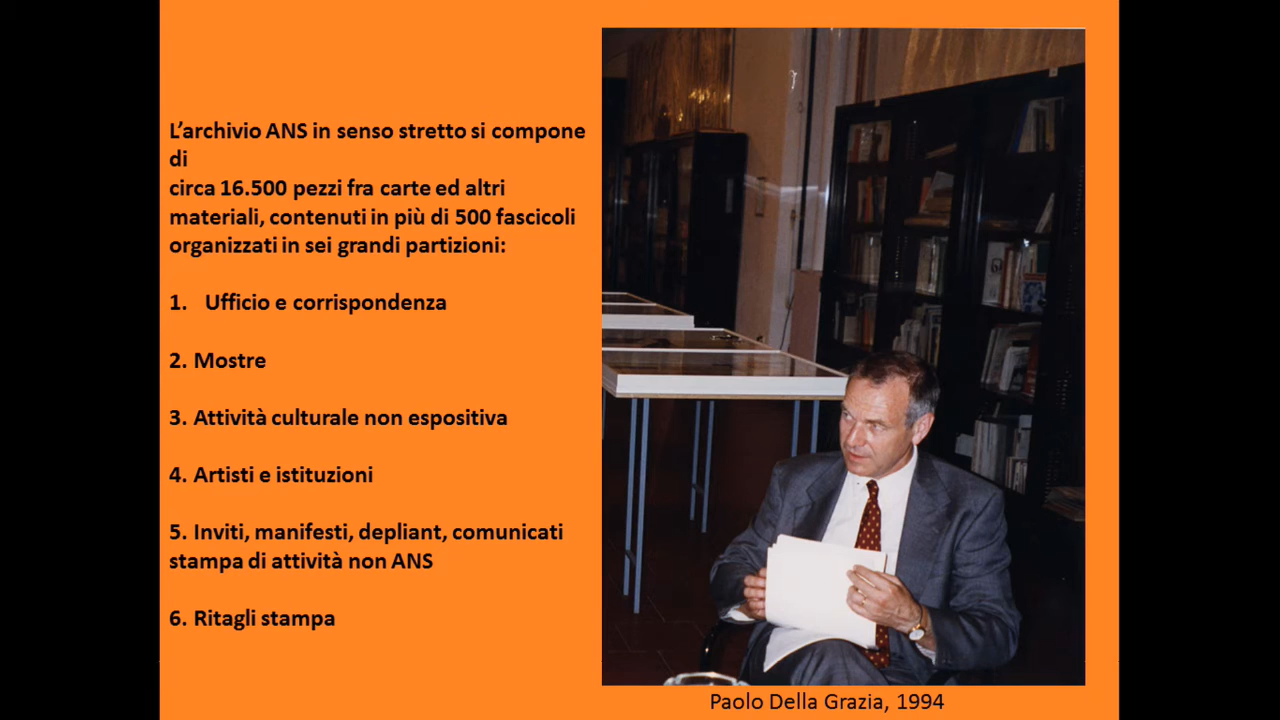 L’archivio ANS in senso stretto si compone
di
circa 16.500 pezzi fra carte ed altri
materiali, contenuti in più di 500 fascicoli
organizzati in sei grandi partizioni:
1. Ufficio e corrispondenza
2. Mostre
3. Attività culturale non espositiva
4. Artisti e istituzioni
5. Inviti, manifesti, depliant, comunicati
stampa di attività non ANS
6. Ritagli stampa
Paolo Della Grazia, 1994